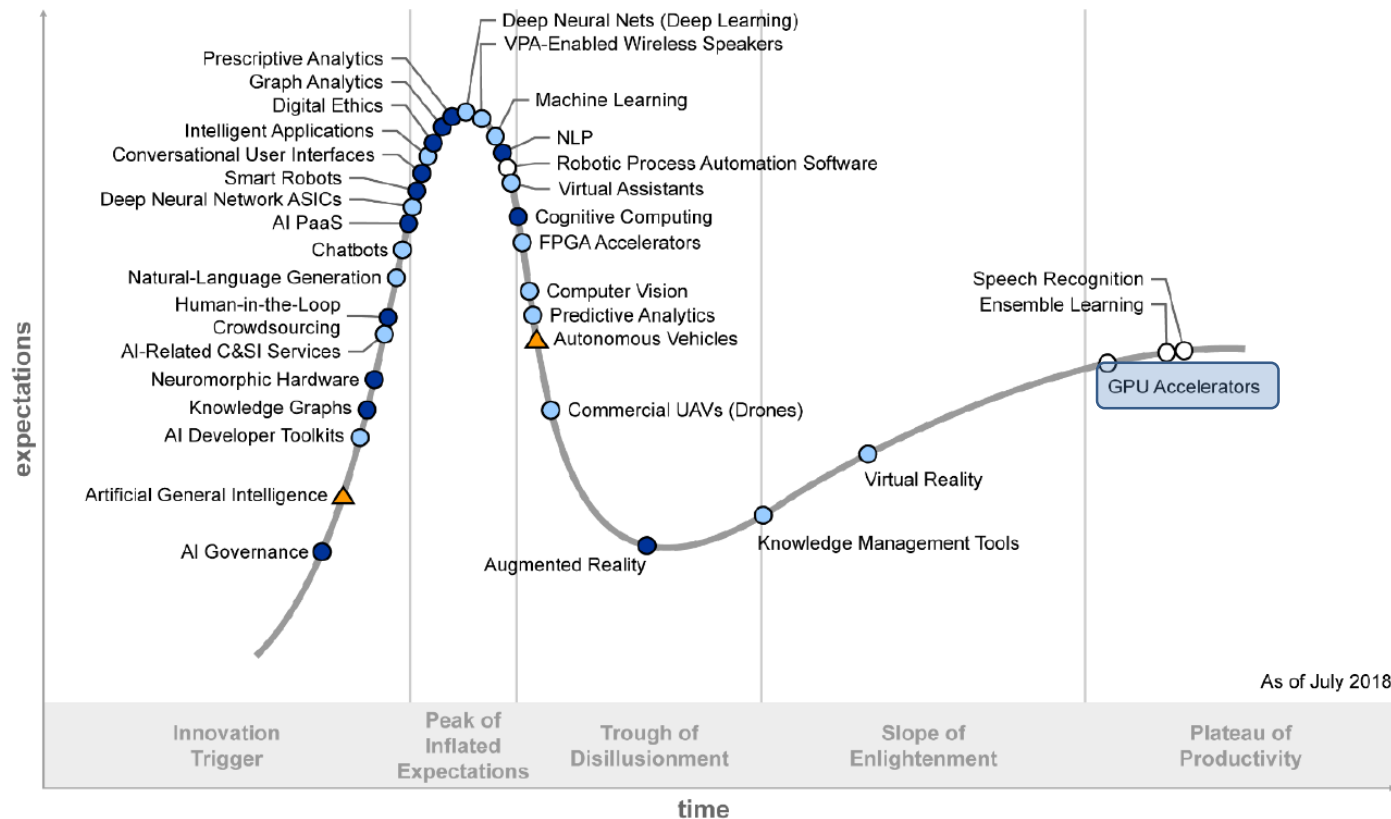 Deep Neural Nets (Deep Learning)
VPA-Enabled Wireless Speakers
Prescriptive Analytics
Graph Analytics
Digital Ethics
Intelligent Applications
Conversational User Interfaces
Smart Robots
Deep Neural Network ASICs
AI PaaS
Chatbots
Natural-Language Generation
Human-in-the-Loop
Crowdsourcing
AI-Related C&SI Services
Neuromorphic Hardware
Knowledge Graphs
AI Developer Toolkits
Artificial General Intelligence
AI Governance
Machine Learning
NLP
Robotic Process Automation Software
Virtual Assistants
Cognitive Computing
FPGA Accelerators
Computer Vision
Predictive Analytics
Autonomous Vehicles
Commercial UAVs (Drones)
Augmented Reality
Knowledge Management Tools
Virtual Reality
Speech Recognition
Ensemble Learning
GPU Accelerators
expectations
As of July 2018
Innovation
Trigger
Peak of
Inflated
Expectations
Trough of
Disillusionment
Slope of
Enlightenment
Plateau of
Productivity
time